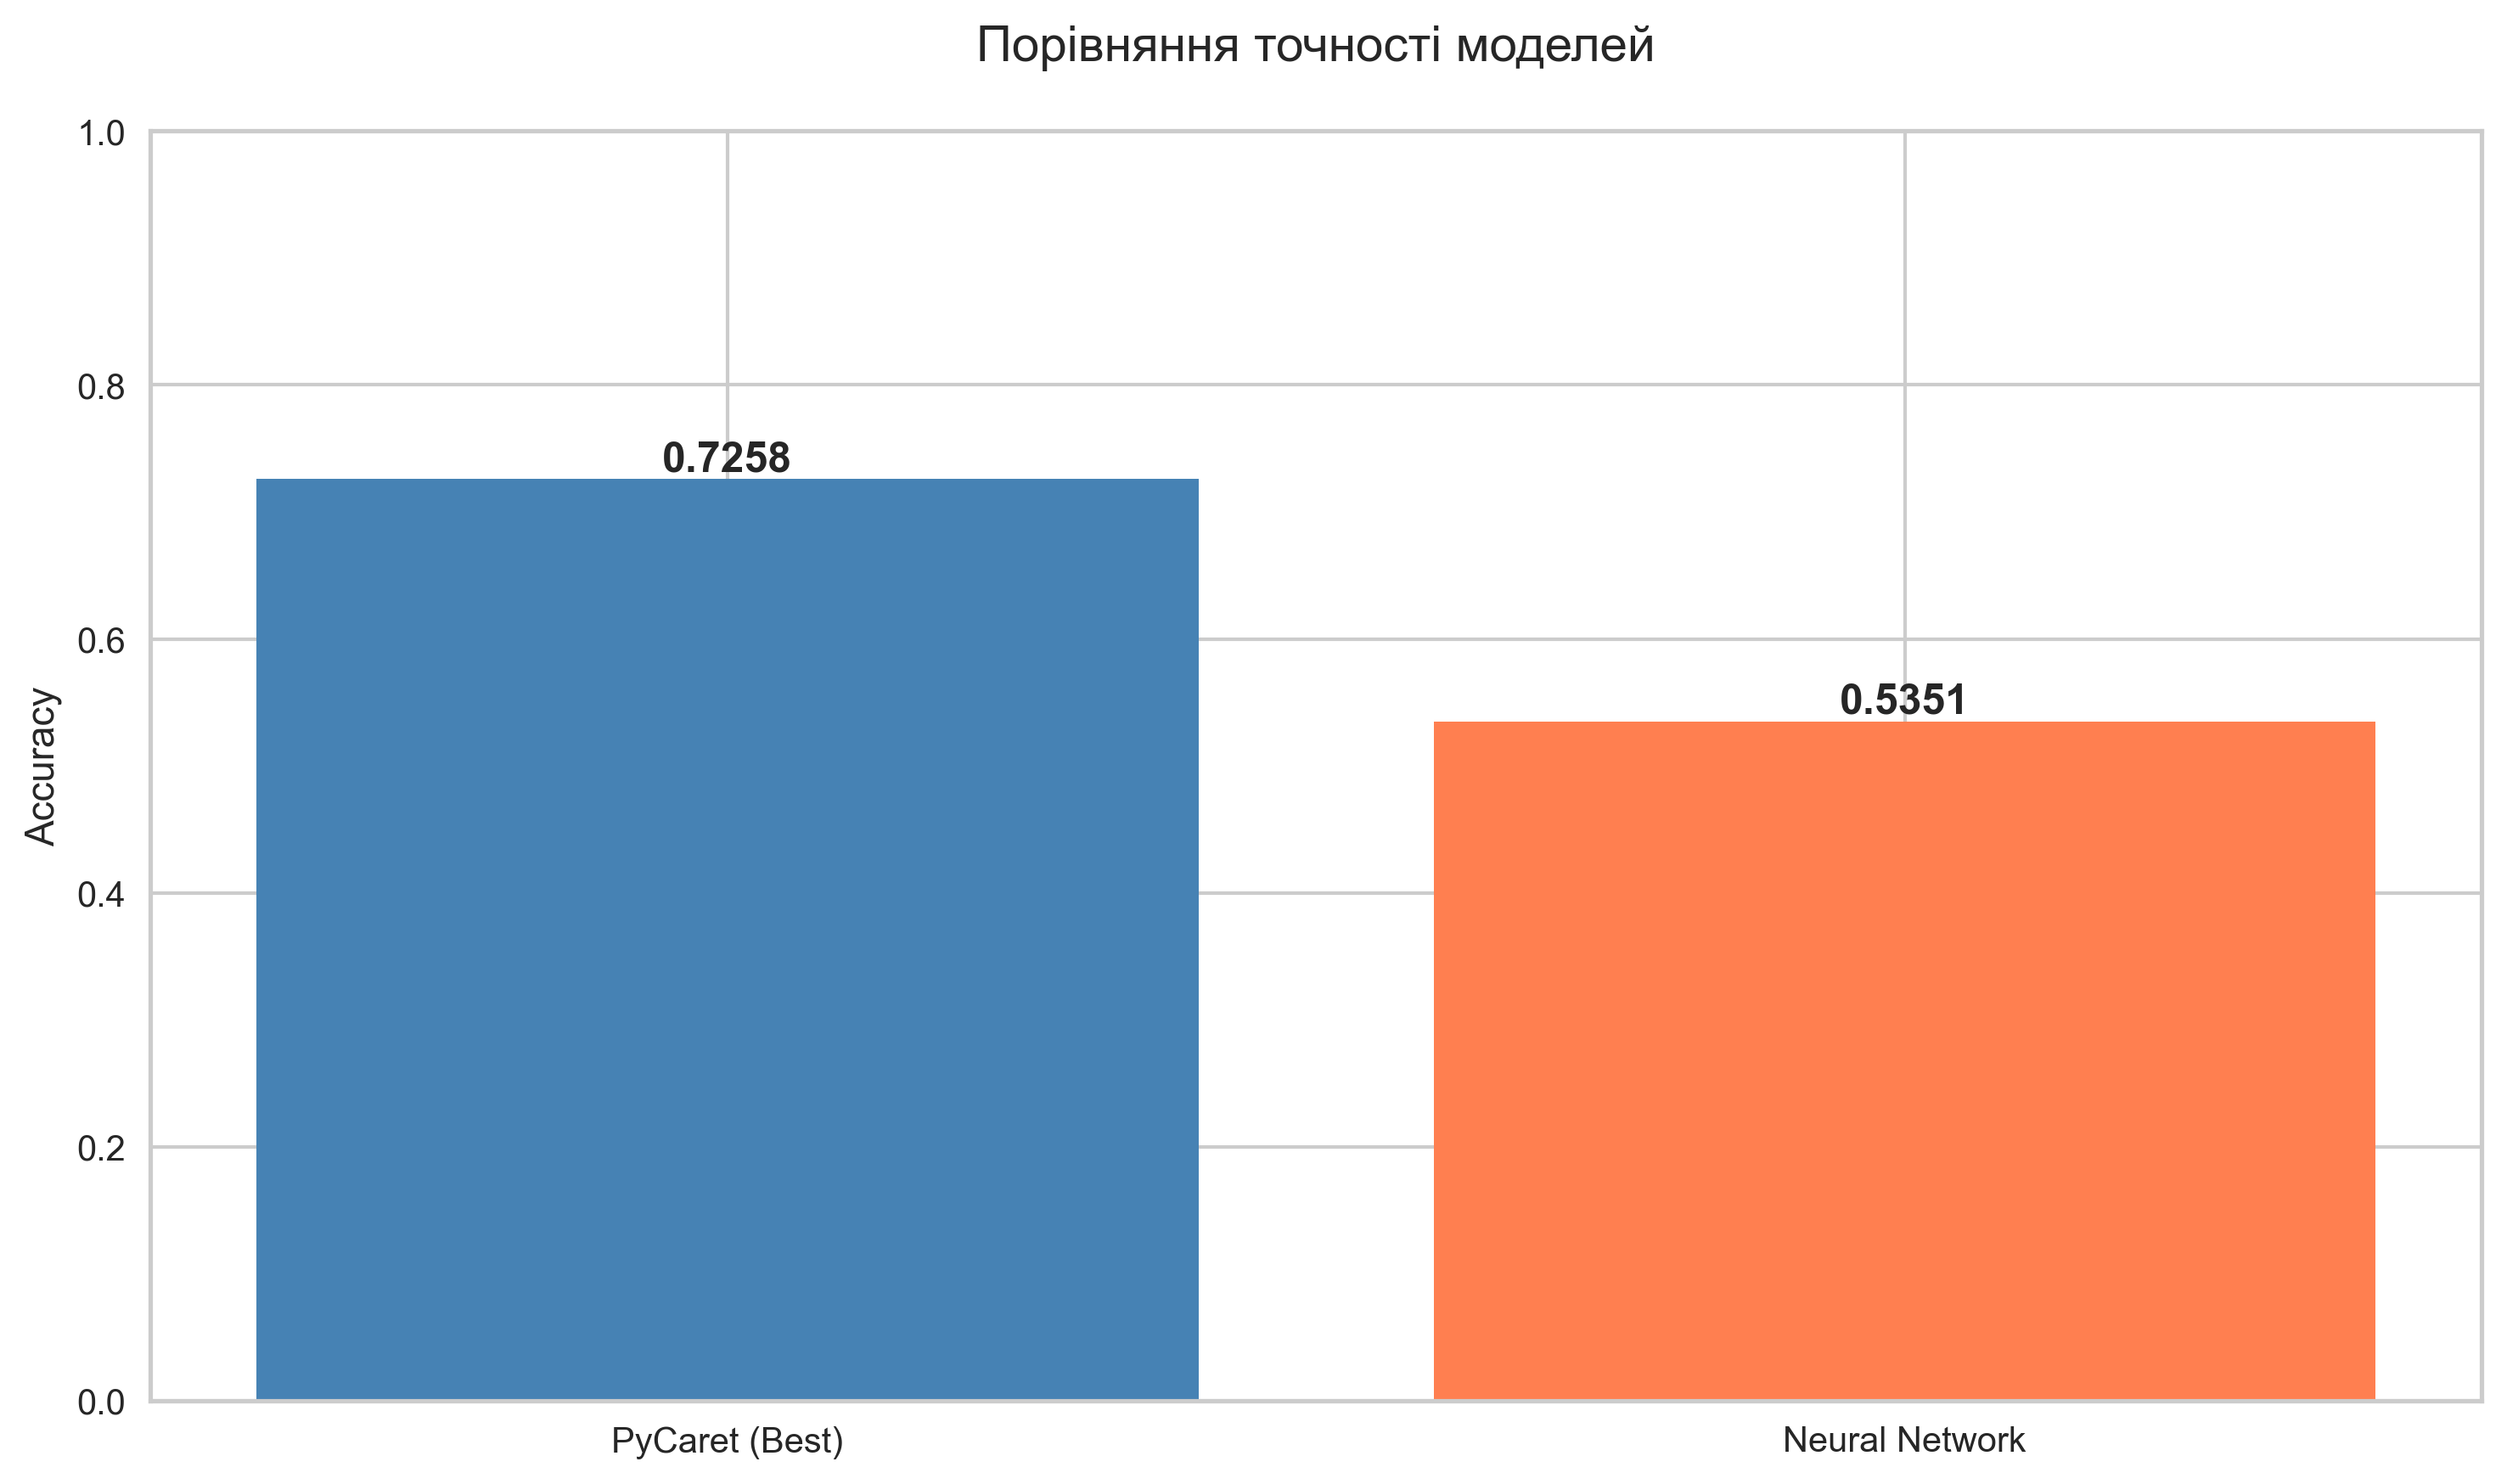 Порівняння точності моделей
1.0
0.8
0.7258
0.6
0.5351
Accuracy
0.4
0.2
0.0
PyCaret (Best)
Neural Network